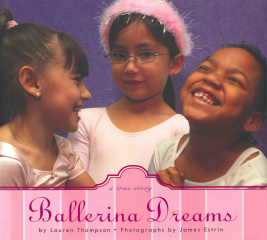 a true story
Ballerina Dreams
by Lauren Thompson • Photographs by James Estrin